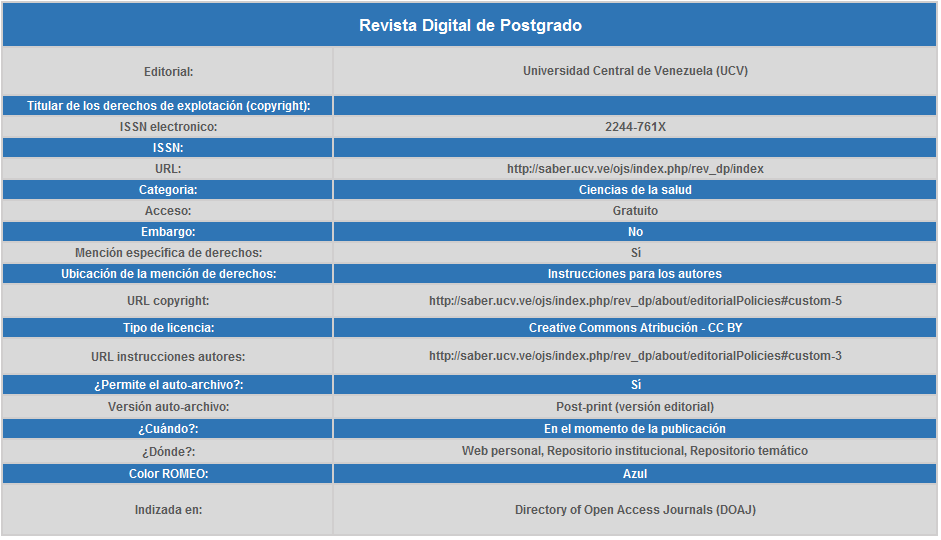 Revista Digital de Postgrado
Editorial: Universidad Central de Venezuela (UCV)
Titular de los derechos de explotación (copyright):
ISSN electronico: 2244-761X
ISSN:
URL: http://saber.ucv.ve/ojs/index.php/rev_dp/index
Categoria: Ciencias de la salud
Acceso: Gratuito
Embargo: No
Mención específica de derechos: Sí
Ubicación de la mención de derechos: Instrucciones para los autores
URL copyright: http://saber.ucv.ve/ojs/index.php/rev_dp/about/editorialPolicies#custom-5
Tipo de licencia: Creative Commons Atribución - CC BY
URL instrucciones autores: http://saber.ucv.ve/ojs/index.php/rev_dp/about/editorialPolicies#custom-3
¿Permite el auto-archivo?: Sí
Versión auto-archivo: Post-print (versión editorial)
¿Cuándo?: En el momento de la publicación
¿Dónde?: Web personal, Repositorio institucional, Repositorio temático
Color ROMEO: Azul
Indizada en: Directory of Open Access Journals (DOAJ)